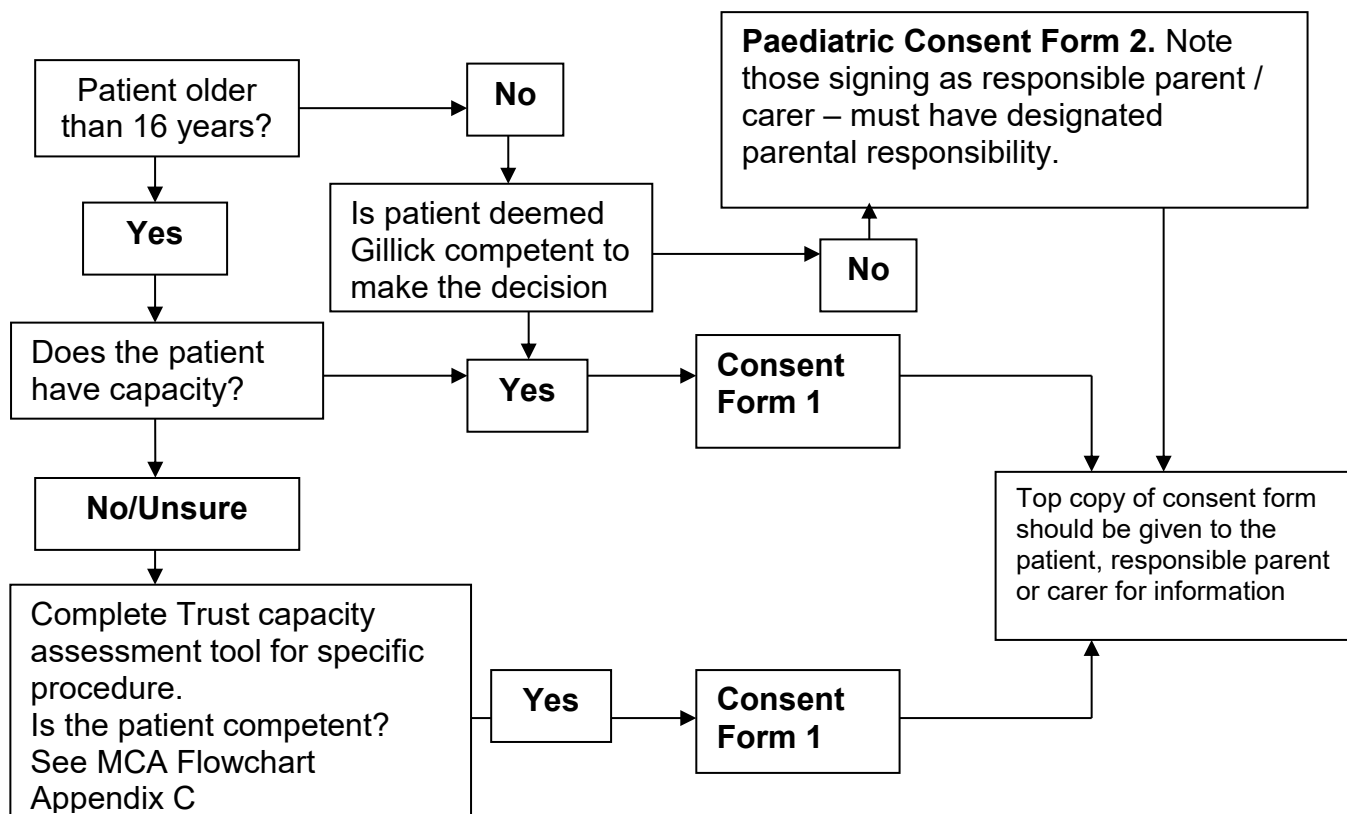 Patient older
than 16 years?
No
Paediatric Consent Form 2. Note
those signing as responsible parent /
carer – must have designated
parental responsibility.
Yes
Is patient deemed
Gillick competent to
make the decision
No
Does the patient
have capacity?
Yes
Consent
Form 1
No/Unsure
Top copy of consent form
should be given to the
patient, responsible parent
or carer for information
Complete Trust capacity
assessment tool for specific
procedure.
Is the patient competent?
See MCA Flowchart
Appendix C
Yes
Consent
Form 1